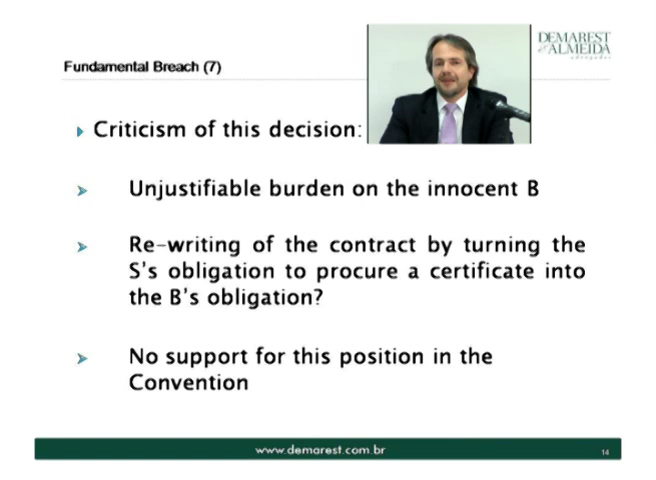 DEMAREST
e ALMEIDA
advogados
Fundamental Breach (7)
Criticism of this decision:
Unjustifiable burden on the innocent B
Re-writing of the contract by turning the
S's obligation to procure a certificate into
the B's obligation?
No support for this position in the
Convention
www.demarest.com.br
14